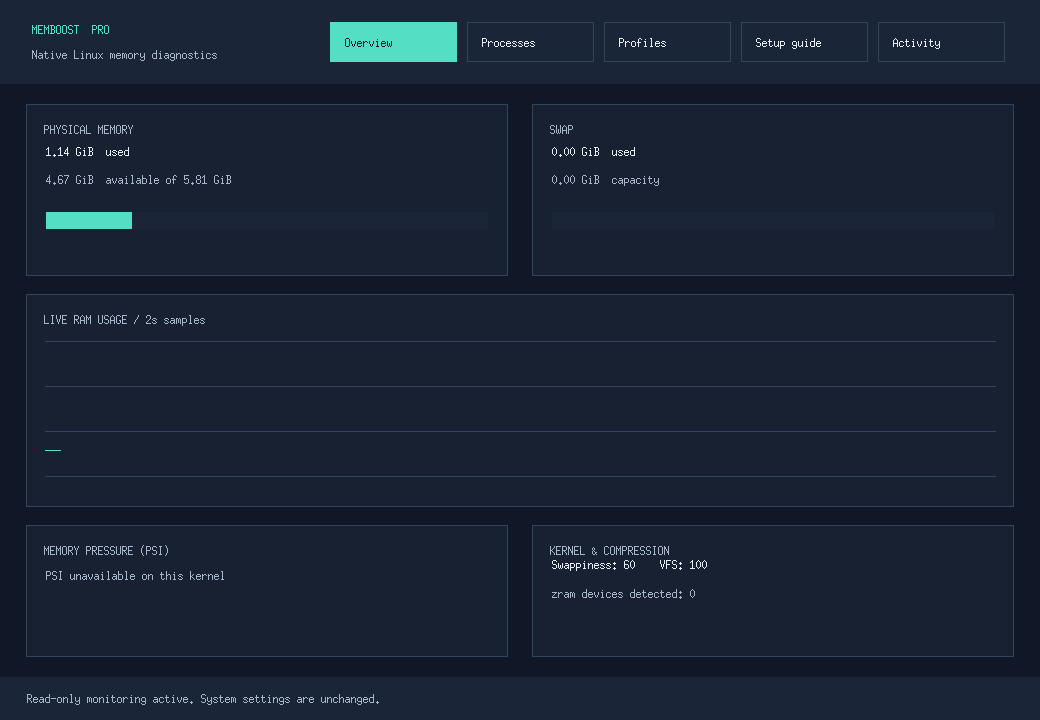 MEMBOOST  PRO
Native Linux memory diagnostics
Overview
Processes
Profiles
Setup guide
Activity
PHYSICAL MEMORY
1.14 GiB  used
4.67 GiB  available of 5.81 GiB
SWAP
0.00 GiB  used
0.00 GiB  capacity
LIVE RAM USAGE / 2s samples
MEMORY PRESSURE (PSI)
PSI unavailable on this kernel
KERNEL & COMPRESSION
Swappiness: 60    VFS: 100
zram devices detected: 0
Read-only monitoring active. System settings are unchanged.